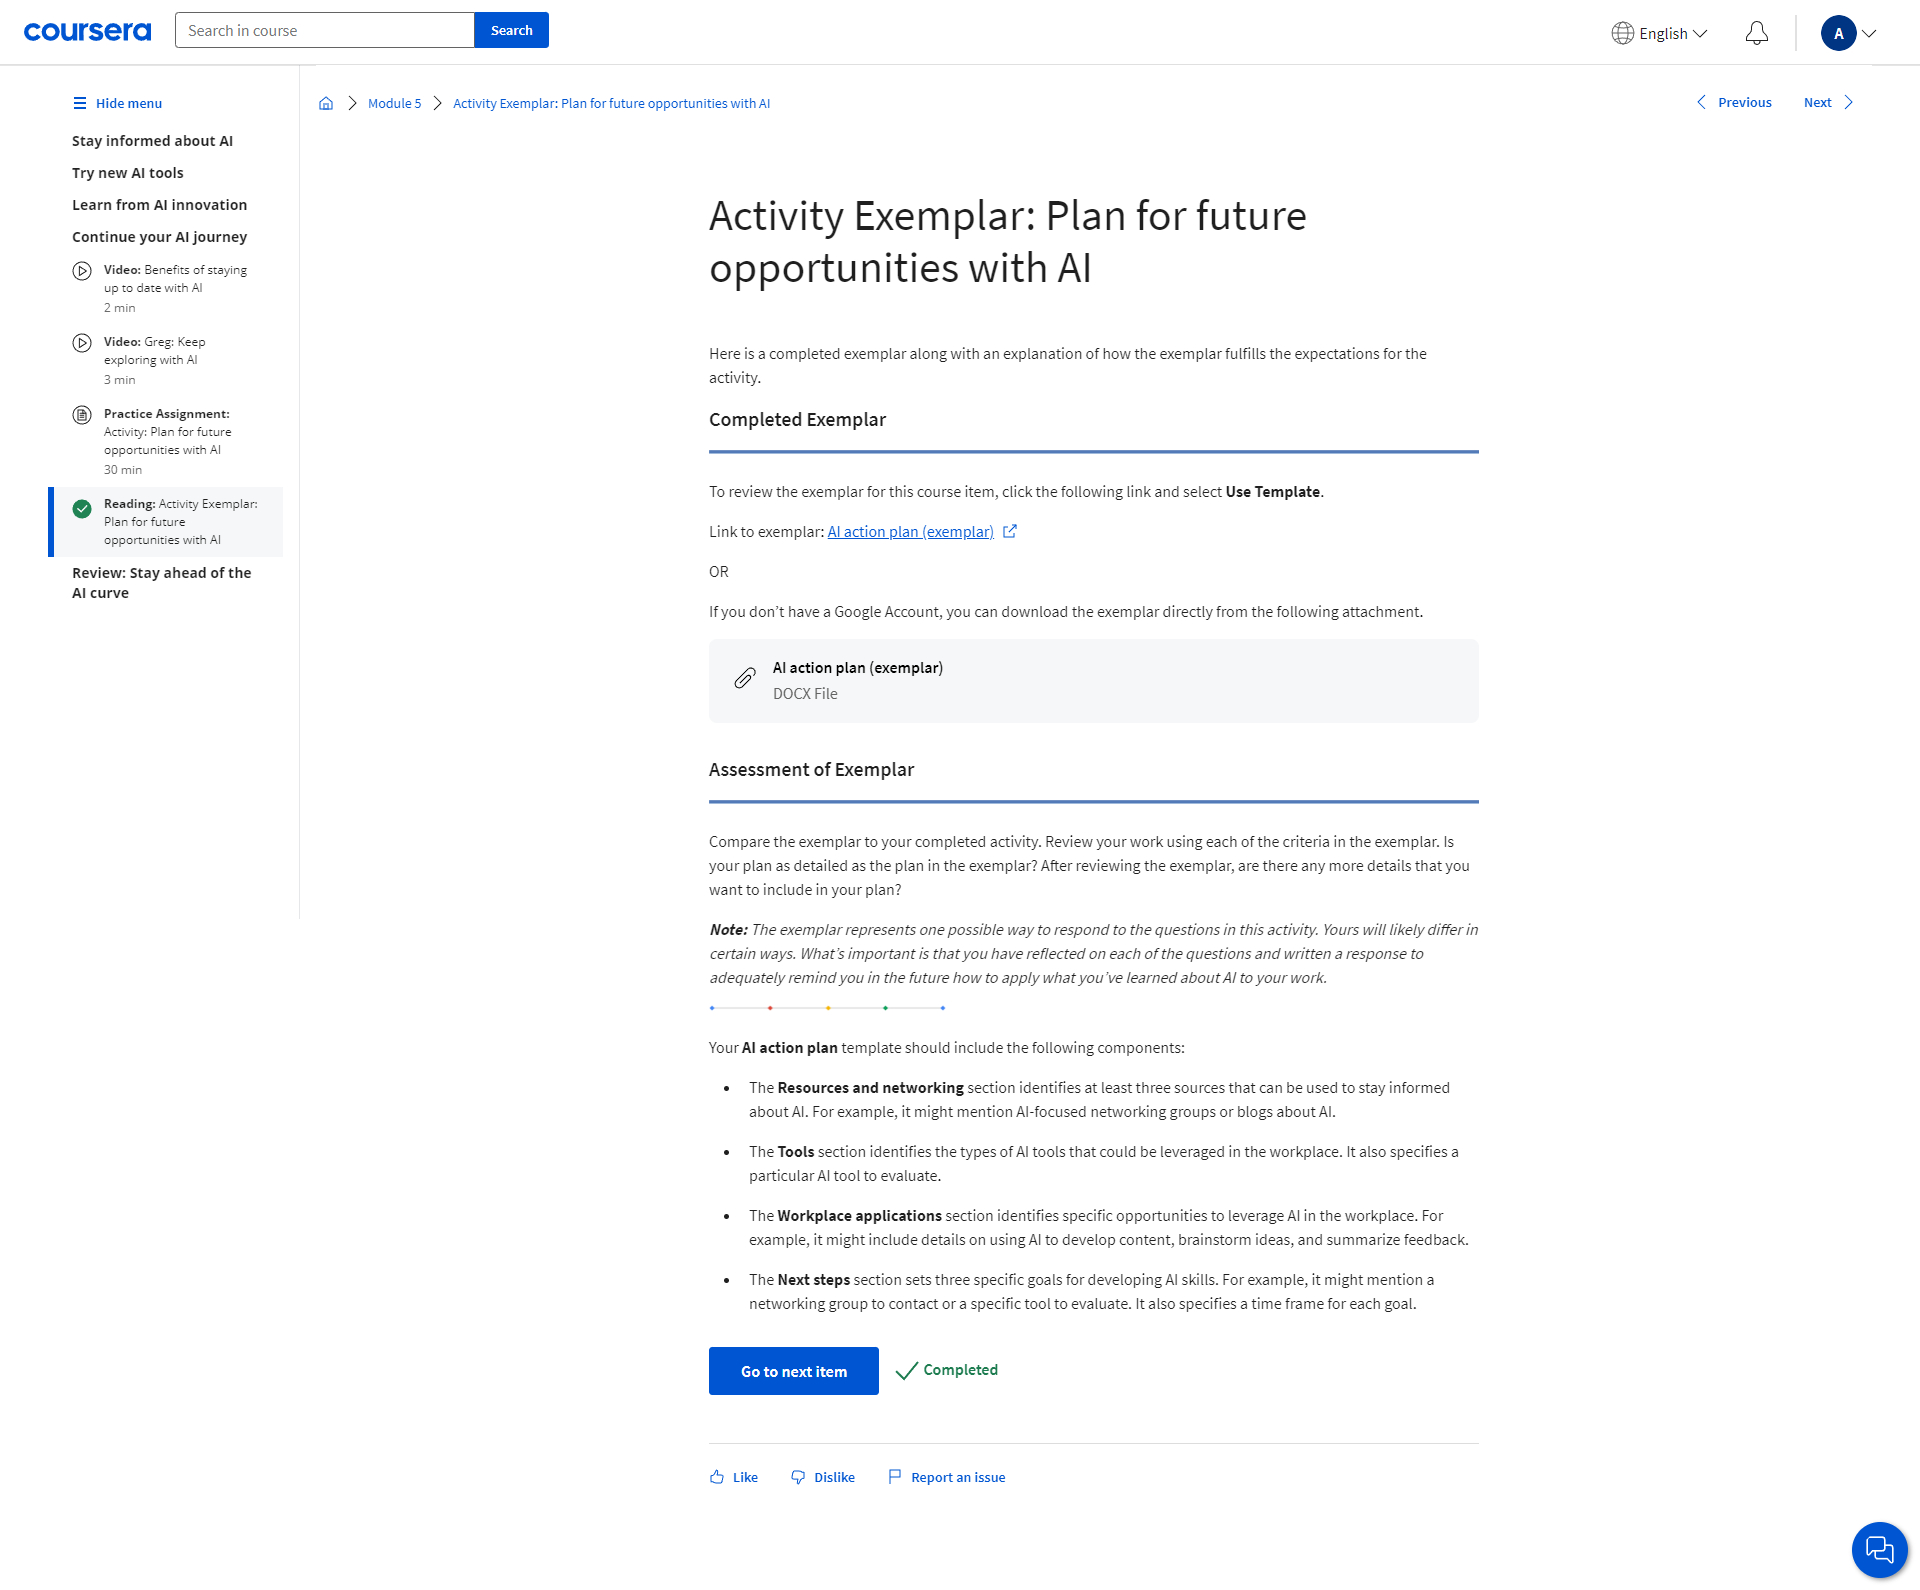 coursera
Search in course
Search
English
A
Hide menu
Stay informed about AI
Try new AI tools
Learn from AI innovation
Continue your AI journey
Video: Benefits of staying
up to date with AI
2 min
Video: Greg: Keep
exploring with AI
3 min
Practice Assignment:
Activity: Plan for future
opportunities with AI
30 min
Reading: Activity Exemplar:
Plan for future
opportunities with AI
Review: Stay ahead of the
AI curve
Module 5
Activity Exemplar: Plan for future opportunities with AI
Previous
Next
Activity Exemplar: Plan for future
opportunities with AI
Here is a completed exemplar along with an explanation of how the exemplar fulfills the expectations for the
activity.
Completed Exemplar
To review the exemplar for this course item, click the following link and select Use Template.
Link to exemplar: AI action plan (exemplar)
OR
If you don’t have a Google Account, you can download the exemplar directly from the following attachment.
AI action plan (exemplar)
DOCX File
Assessment of Exemplar
Compare the exemplar to your completed activity. Review your work using each of the criteria in the exemplar. Is
your plan as detailed as the plan in the exemplar? After reviewing the exemplar, are there any more details that you
want to include in your plan?
Note: The exemplar represents one possible way to respond to the questions in this activity. Yours will likely differ in
certain ways. What’s important is that you have reflected on each of the questions and written a response to
adequately remind you in the future how to apply what you’ve learned about AI to your work.
Your AI action plan template should include the following components:
The Resources and networking section identifies at least three sources that can be used to stay informed
about AI. For example, it might mention AI-focused networking groups or blogs about AI.
The Tools section identifies the types of AI tools that could be leveraged in the workplace. It also specifies a
particular AI tool to evaluate.
The Workplace applications section identifies specific opportunities to leverage AI in the workplace. For
example, it might include details on using AI to develop content, brainstorm ideas, and summarize feedback.
The Next steps section sets three specific goals for developing AI skills. For example, it might mention a
networking group to contact or a specific tool to evaluate. It also specifies a time frame for each goal.
Go to next item
Completed
Like
Dislike
Report an issue